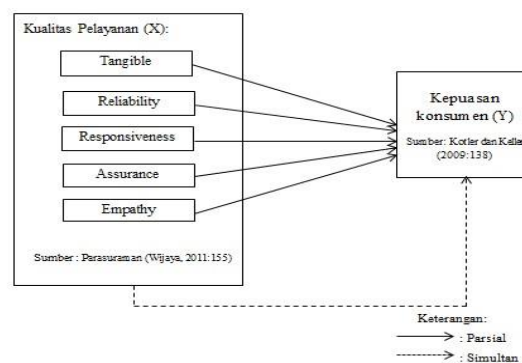 Kualitas Pelayanan (X):
Tangible
Reliability
Responsiveness
Assurance
Empathy
Sumber : Parasuraman (Wijaya, 2011:155)
Kepuasan
konsumen (Y)
Sumber: Kotler dan Keller
(2009:138)
Keterangan:
: Parsial
: Simultan